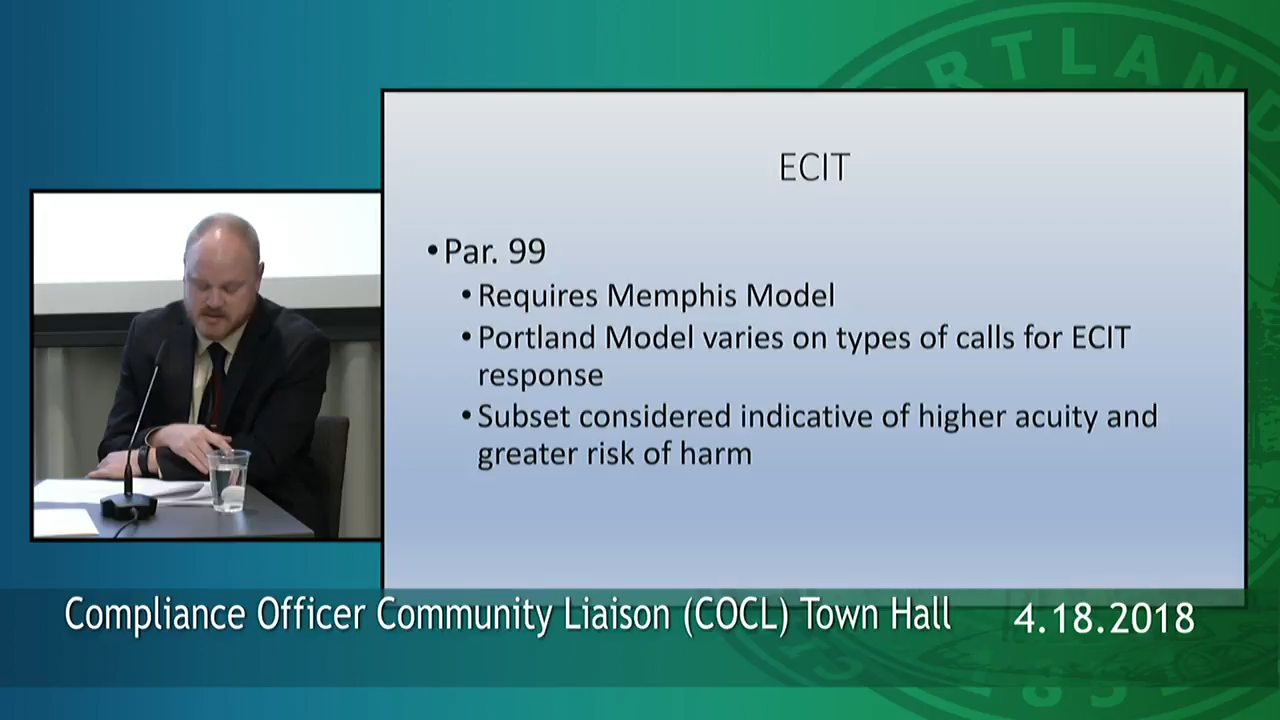 RTLAND
ECIT
•Par. 99
•Requires Memphis Model
•Portland Model varies on types of calls for ECIT
response
•Subset considered indicative of higher acuity and
greater risk of harm
Compliance Officer Community Liaison (COCL) Town Hall
4.18.2018